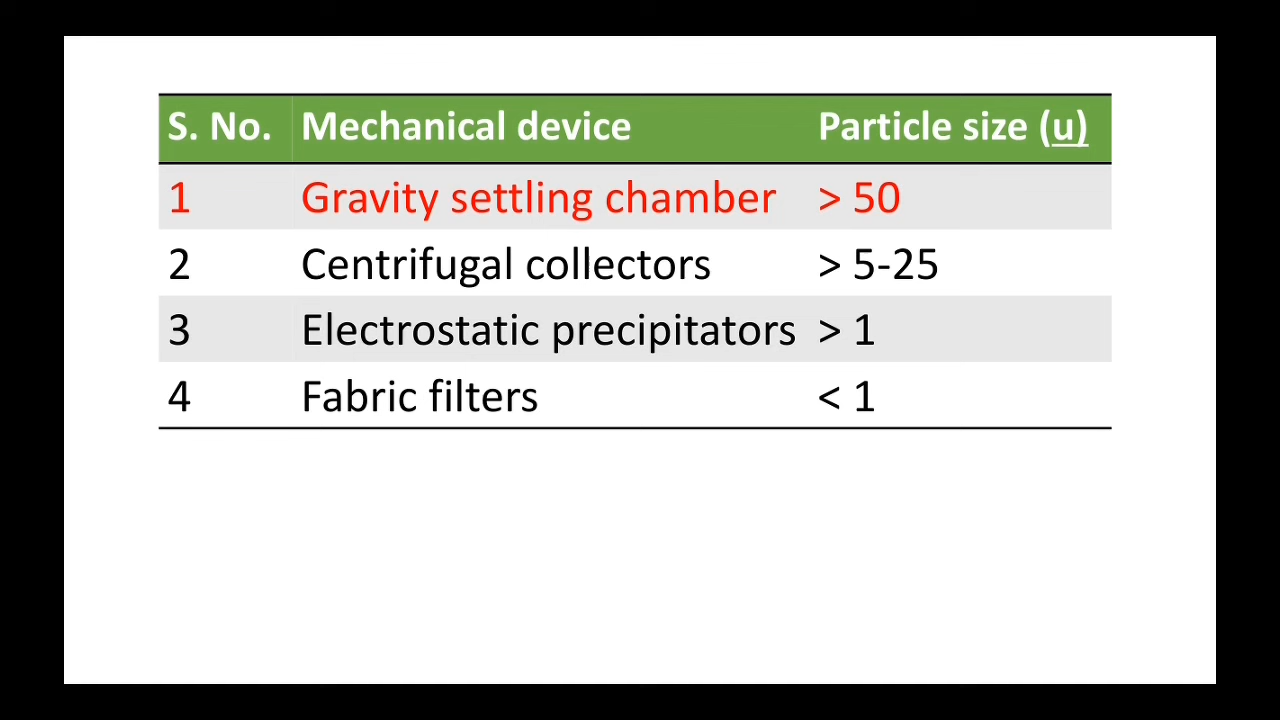 S. No. Mechanical device Particle size (u)
1 Gravity settling chamber > 50
2 Centrifugal collectors > 5-25
3 Electrostatic precipitators > 1
4 Fabric filters < 1